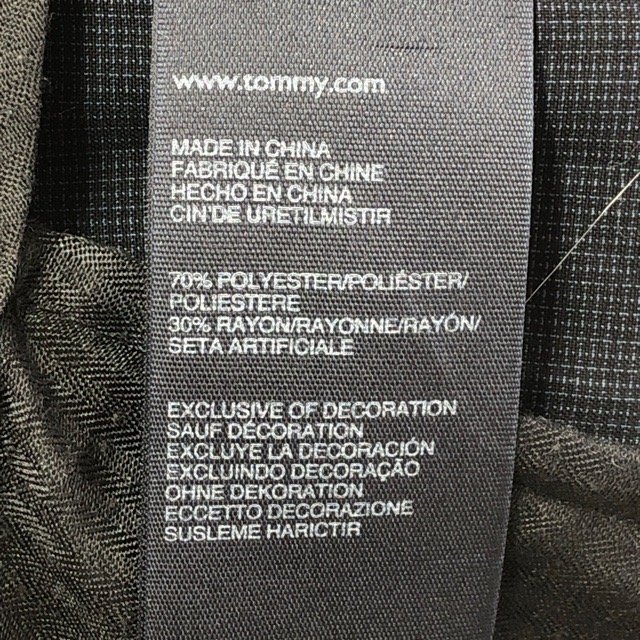 www.tommy.com
MADE IN CHINA
FABRIQUÉ EN CHINE
HECHO EN CHINA
CIN'DE URETILMISTIR
70% POLYESTER/POLIÉSTER/
POLIESTERE
30% RAYON/RAYONNE/RAYÓN/
SETA ARTIFICIALE
EXCLUSIVE OF DECORATION
SAUF DÉCORATION
EXCLUYE LA DECORACIÓN
EXCLUINDO DECORAÇÃO
OHNE DEKORATION
ECCETTO DECORAZIONE
SUSLEME HARICTIR